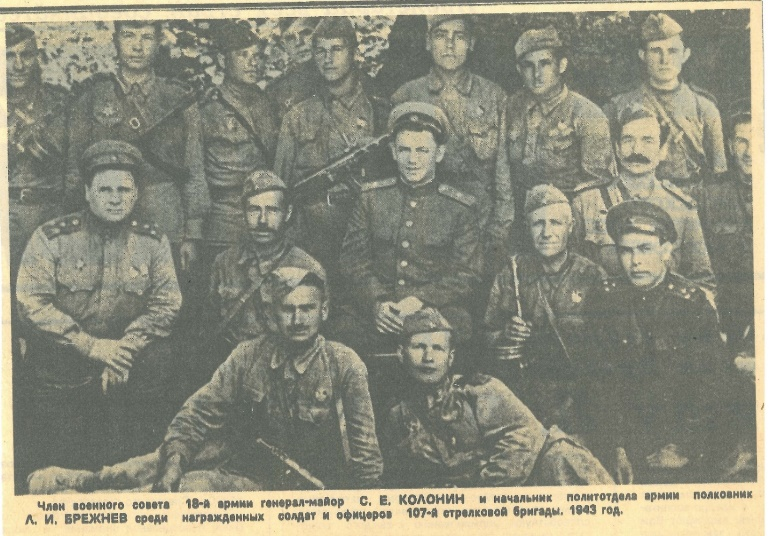 Член военного совета 18-й армии генерал-майор С. Е. КОЛОНИН и начальник политотдела армии полковник
Л. И. БРЕЖНЕВ среди награжденных солдат и офицеров 107-й стрелковой бригады. 1943 год.